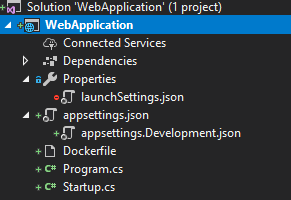 Solution 'WebApplication' (1 project)
WebApplication
Connected Services
Dependencies
Properties
launchSettings.json
appsettings.json
appsettings.Development.json
Dockerfile
C# Program.cs
C# Startup.cs